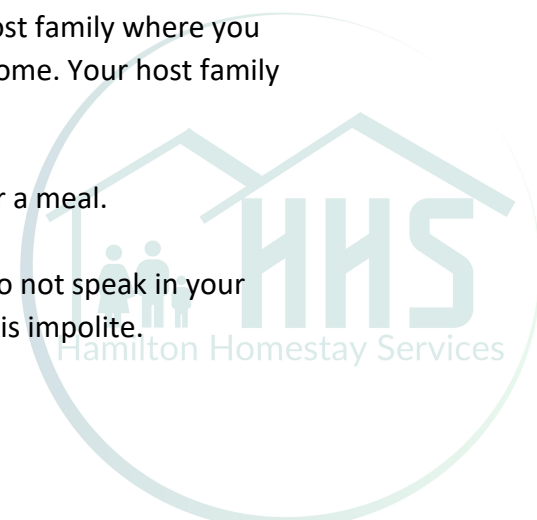 ost family where you
ome. Your host family
r a meal.
o not speak in your
is impolite.
HHS
Hamilton Homestay Services